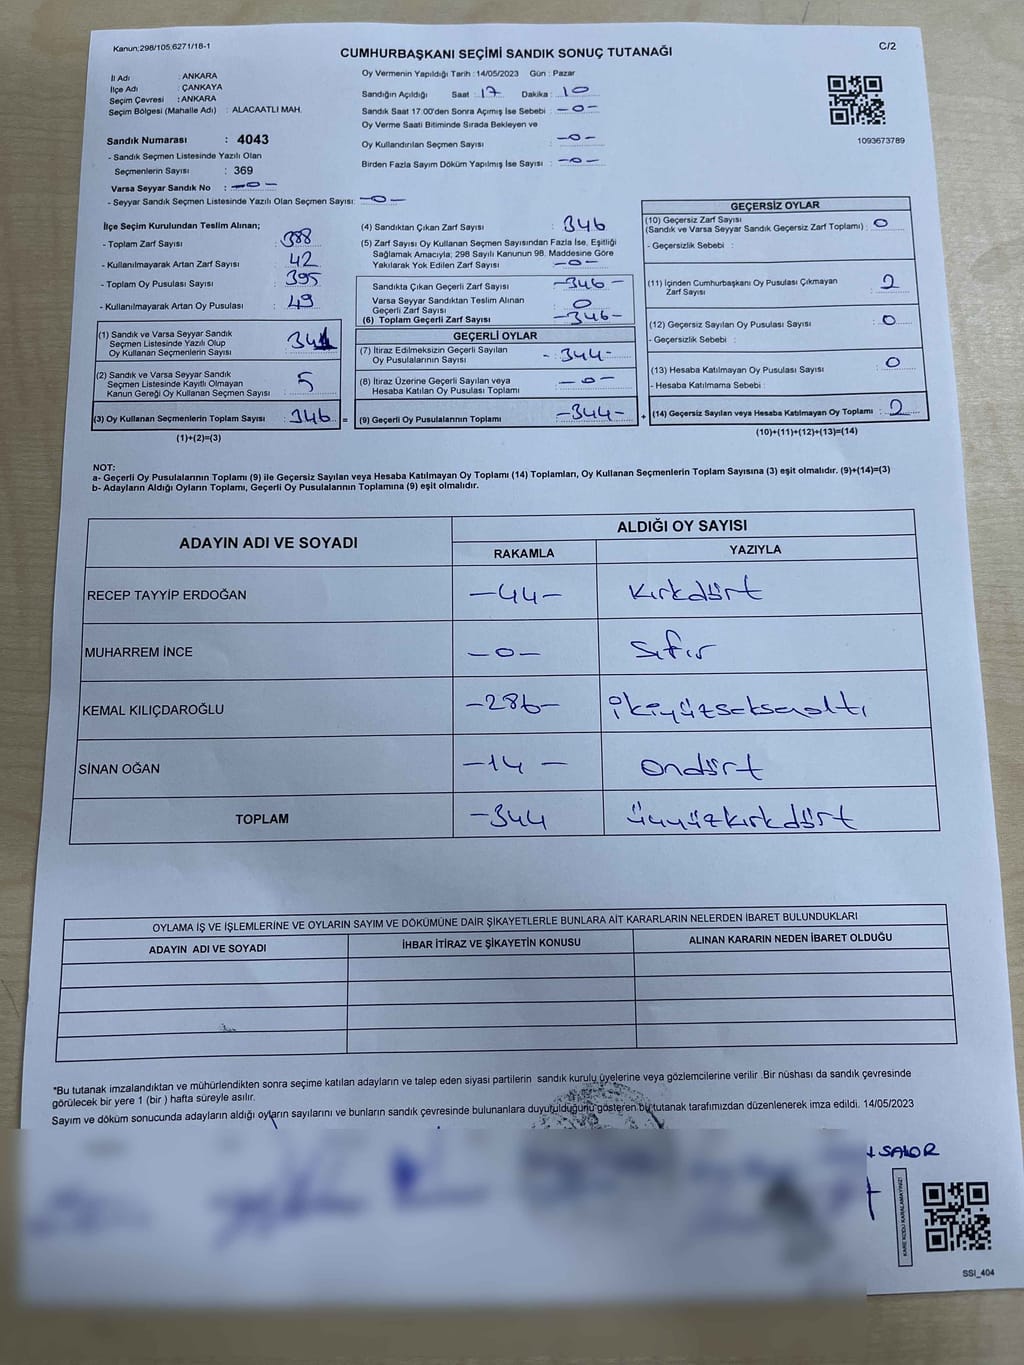 Kanun;298/105,6271/18-1
CUMHURBAŞKANI SEÇİMİ SANDIK SONUÇ TUTANAĞI
C/2
İl Adı : ANKARA
İlçe Adı : ÇANKAYA
Seçim Çevresi : ANKARA
Seçim Bölgesi (Mahalle Adı) : ALACAATLI MAH.
Sandık Numarası : 4043
- Sandık Seçmen Listesinde Yazılı Olan
Seçmenlerin Sayısı : 369
Varsa Seyyar Sandık No : -0-
- Seyyar Sandık Seçmen Listesinde Yazılı Olan Seçmen Sayısı: -0-
Oy Vermenin Yapıldığı Tarih : 14/05/2023 Gün : Pazar
Sandığın Açıldığı Saat : 17 Dakika : 10
Sandık Saat 17:00'den Sonra Açımış İse Sebebi : -0-
Oy Verme Saati Bitiminde Sırada Bekleyen ve
Oy Kullandırılan Seçmen Sayısı : -0-
Birden Fazla Sayım Döküm Yapılmış İse Sayısı : -0-
1093673789
İlçe Seçim Kurulundan Teslim Alınan;
- Toplam Zarf Sayısı : 388
- Kullanılmayarak Artan Zarf Sayısı : 42
- Toplam Oy Pusulası Sayısı : 395
- Kullanılmayarak Artan Oy Pusulası : 49
(1) Sandık ve Varsa Seyyar Sandık
Seçmen Listesinde Yazılı Olup
Oy Kullanan Seçmenlerin Sayısı : 341
(2) Sandık ve Varsa Seyyar Sandık
Seçmen Listesinde Kayıtlı Olmayan
Kanun Gereği Oy Kullanan Seçmen Sayısı : 5
(3) Oy Kullanan Seçmenlerin Toplam Sayısı : 346 =
(1)+(2)=(3)
(4) Sandıktan Çıkan Zarf Sayısı : 346
(5) Zarf Sayısı Oy Kullanan Seçmen Sayısından Fazla İse, Eşitliği
Sağlamak Amacıyla; 298 Sayılı Kanunun 98. Maddesine Göre
Yakılarak Yok Edilen Zarf Sayısı : -0-
Sandıkta Çıkan Geçerli Zarf Sayısı : -346-
Varsa Seyyar Sandıktan Teslim Alınan
Geçerli Zarf Sayısı : 0
(6) Toplam Geçerli Zarf Sayısı : -346-
GEÇERLİ OYLAR
(7) İtiraz Edilmeksizin Geçerli Sayılan
Oy Pusulalarının Sayısı : -344-
(8) İtiraz Üzerine Geçerli Sayılan veya
Hesaba Katılan Oy Pusulası Toplamı : -0-
(9) Geçerli Oy Pusulalarının Toplamı : -344- +
GEÇERSİZ OYLAR
(10) Geçersiz Zarf Sayısı
(Sandık ve Varsa Seyyar Sandık Geçersiz Zarf Toplamı) : 0
- Geçersizlik Sebebi :
(11) İçinden Cumhurbaşkanı Oy Pusulası Çıkmayan
Zarf Sayısı : 2
(12) Geçersiz Sayılan Oy Pusulası Sayısı : 0
- Geçersizlik Sebebi :
(13) Hesaba Katılmayan Oy Pusulası Sayısı : 0
- Hesaba Katılmama Sebebi :
(14) Geçersiz Sayılan veya Hesaba Katılmayan Oy Toplamı : 2
(10)+(11)+(12)+(13)=(14)
NOT:
a- Geçerli Oy Pusulalarının Toplamı (9) ile Geçersiz Sayılan veya Hesaba Katılmayan Oy Toplamı (14) Toplamları, Oy Kullanan Seçmenlerin Toplam Sayısına (3) eşit olmalıdır. (9)+(14)=(3)
b- Adayların Aldığı Oyların Toplamı, Geçerli Oy Pusulalarının Toplamına (9) eşit olmalıdır.
ADAYIN ADI VE SOYADI
ALDIĞI OY SAYISI
RAKAMLA YAZIYLA
RECEP TAYYİP ERDOĞAN -44- kırkdört
MUHARREM İNCE -0- sıfır
KEMAL KILIÇDAROĞLU -286- ikiyüzseksenaltı
SİNAN OĞAN -14- ondört
TOPLAM -344 üçyüzkırkdört
OYLAMA İŞ VE İŞLEMLERİNE VE OYLARIN SAYIM VE DÖKÜMÜNE DAİR ŞİKAYETLERLE BUNLARA AİT KARARLARIN NELERDEN İBARET BULUNDUKLARI
ADAYIN ADI VE SOYADI İHBAR İTİRAZ VE ŞİKAYETİN KONUSU ALINAN KARARIN NEDEN İBARET OLDUĞU
*Bu tutanak imzalandıktan ve mühürlendikten sonra seçime katılan adayların ve talep eden siyasi partilerin sandık kurulu üyelerine veya gözlemcilerine verilir .Bir nüshası da sandık çevresinde
görülecek bir yere 1 (bir ) hafta süreyle asılır.
Sayım ve döküm sonucunda adayların aldığı oyların sayılarını ve bunların sandık çevresinde bulunanlara duyurulduğunu gösteren bu tutanak tarafımızdan düzenlenerek imza edildi. 14/05/2023
KARE KODU KARALAMAYINIZ!
SSI_404